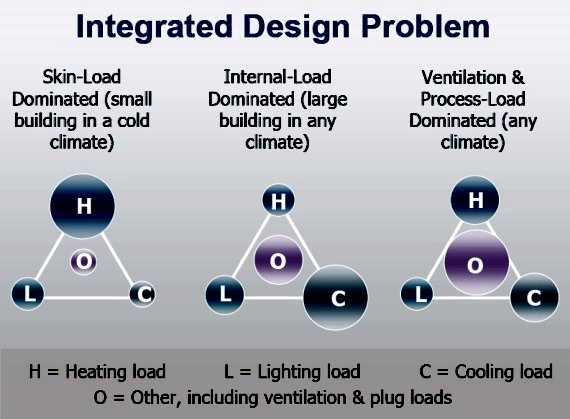 Integrated Design Problem
Skin-Load
Dominated (small
building in a cold
climate)
Internal-Load
Dominated (large
building in any
climate)
Ventilation &
Process-Load
Dominated (any
climate)
H
O
L
C
H
O
L
C
H
O
L
C
H = Heating load
L = Lighting load
C = Cooling load
O = Other, including ventilation & plug loads